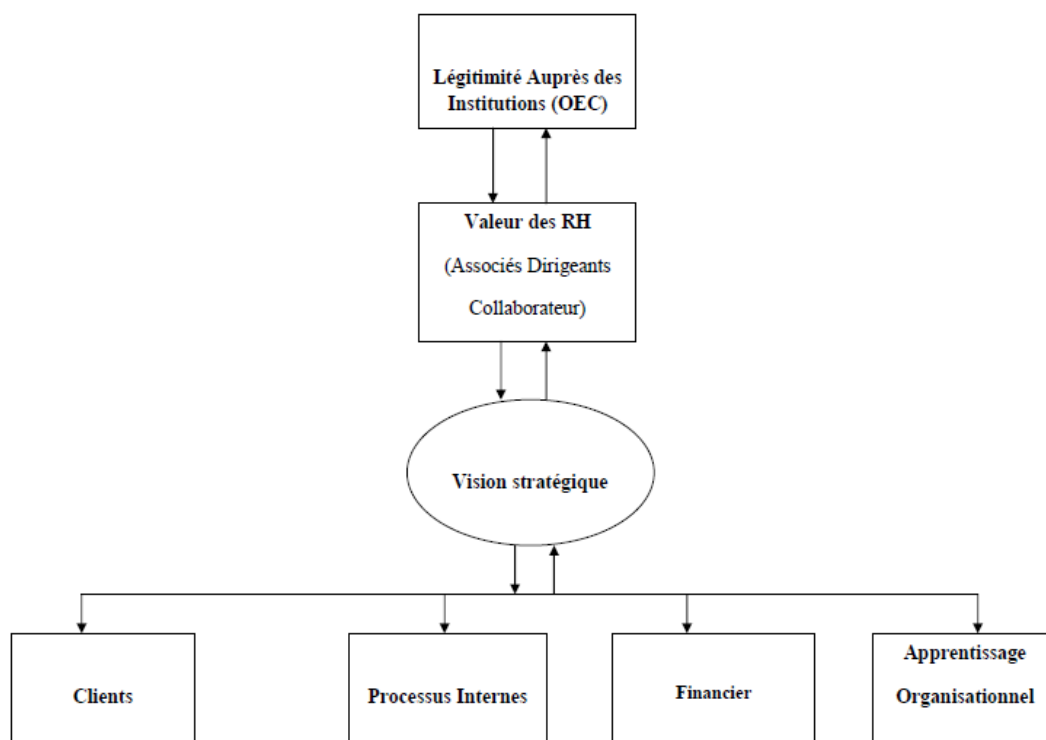 Légitimité Auprès des
Institutions (OEC)
Valeur des RH
(Associés Dirigeants
Collaborateur)
Vision stratégique
Clients
Processus Internes
Financier
Apprentissage
Organisationnel